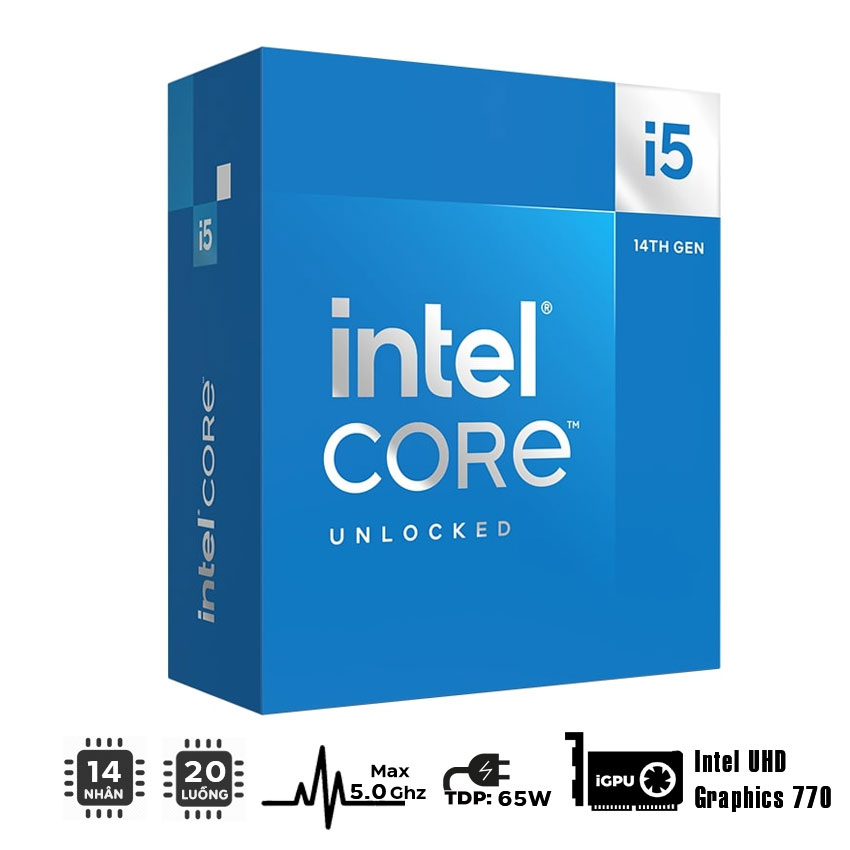 i5
14TH GEN
i5
intel®
CORE™
UNLOCKED
intel CORE
14
NHÂN
20
LUỒNG
Max
5.0 Ghz
TDP: 65W
iGPU
Intel UHD
Graphics 770